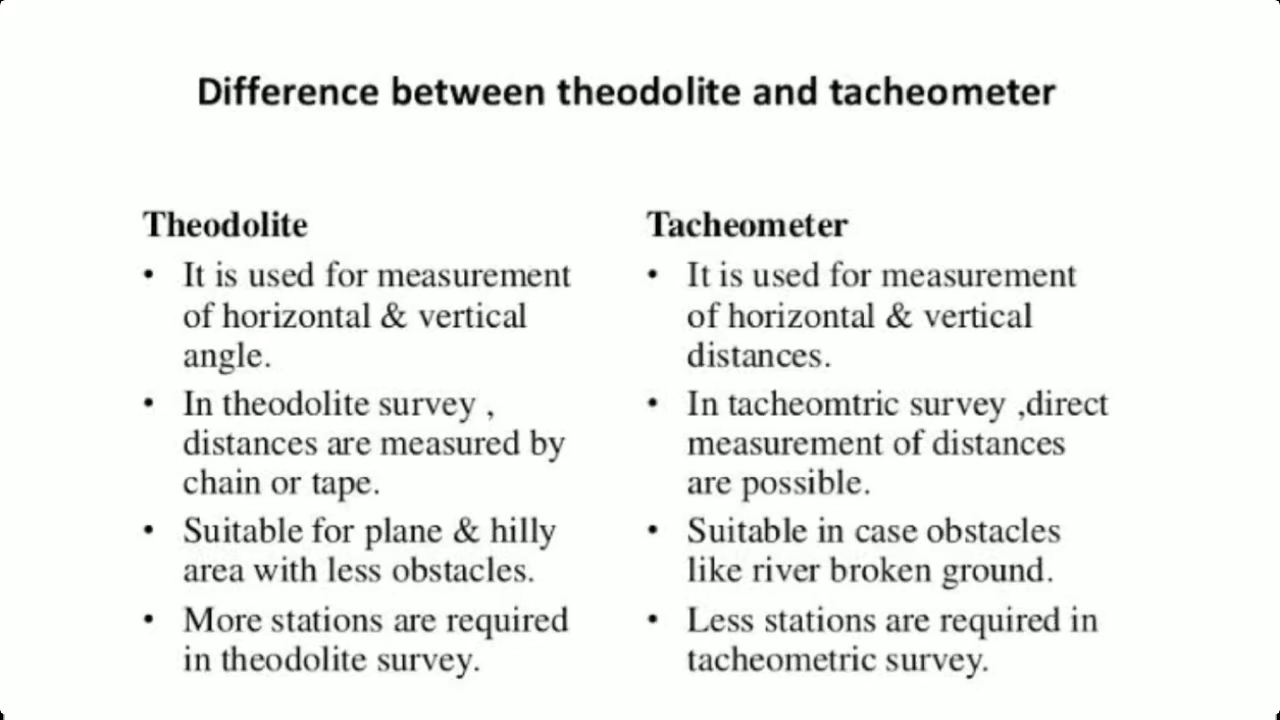 Difference between theodolite and tacheometer
Theodolite
• It is used for measurement
of horizontal & vertical
angle.
• In theodolite survey ,
distances are measured by
chain or tape.
• Suitable for plane & hilly
area with less obstacles.
• More stations are required
in theodolite survey.
Tacheometer
• It is used for measurement
of horizontal & vertical
distances.
• In tacheomtric survey ,direct
measurement of distances
are possible.
• Suitable in case obstacles
like river broken ground.
• Less stations are required in
tacheometric survey.